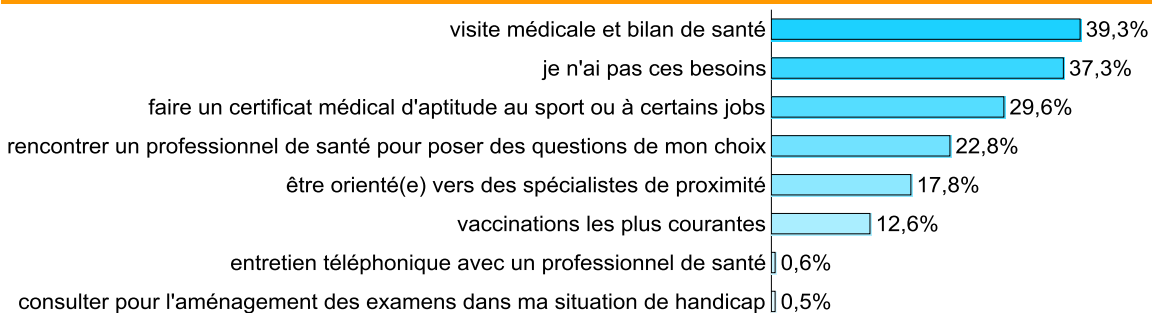 visite médicale et bilan de santé 39,3%
je n'ai pas ces besoins 37,3%
faire un certificat médical d'aptitude au sport ou à certains jobs 29,6%
rencontrer un professionnel de santé pour poser des questions de mon choix 22,8%
être orienté(e) vers des spécialistes de proximité 17,8%
vaccinations les plus courantes 12,6%
entretien téléphonique avec un professionnel de santé 0,6%
consulter pour l'aménagement des examens dans ma situation de handicap 0,5%